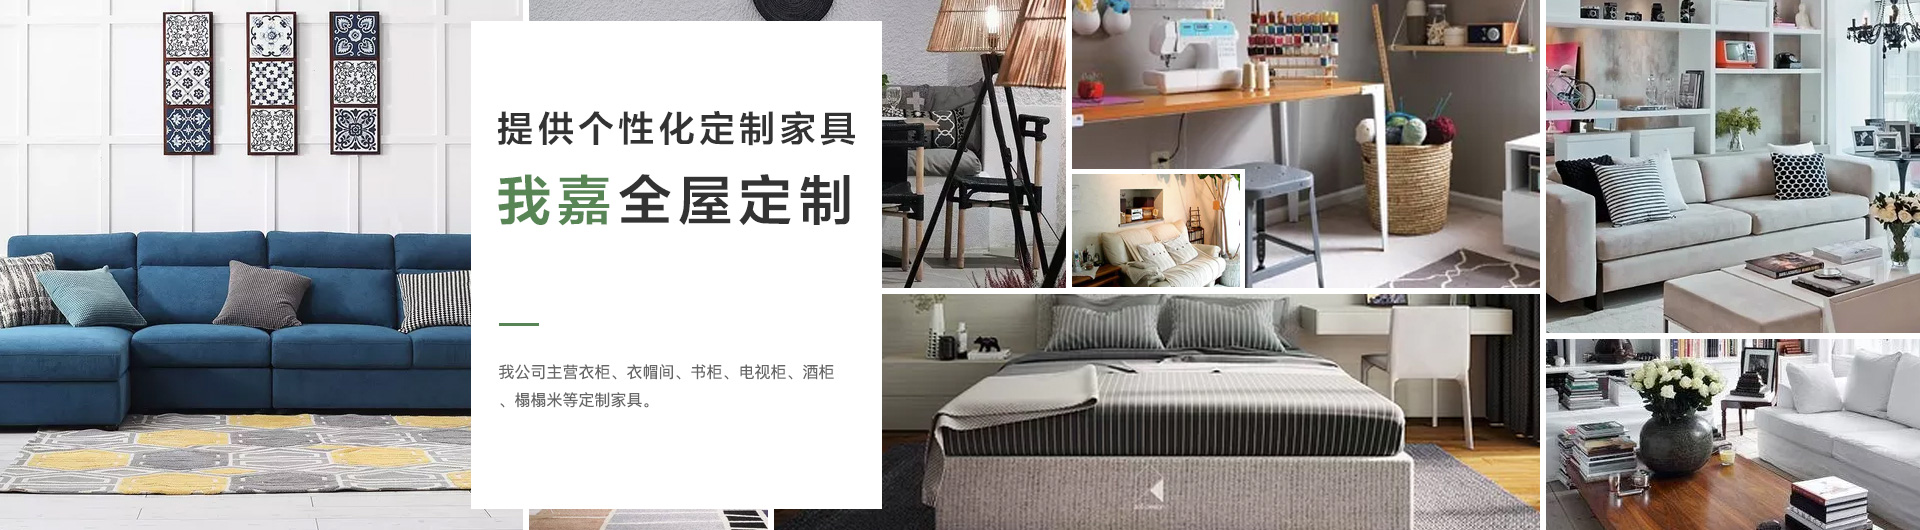 提供个性化定制家具
我嘉全屋定制
我公司主营衣柜、衣帽间、书柜、电视柜、酒柜
、榻榻米等定制家具。